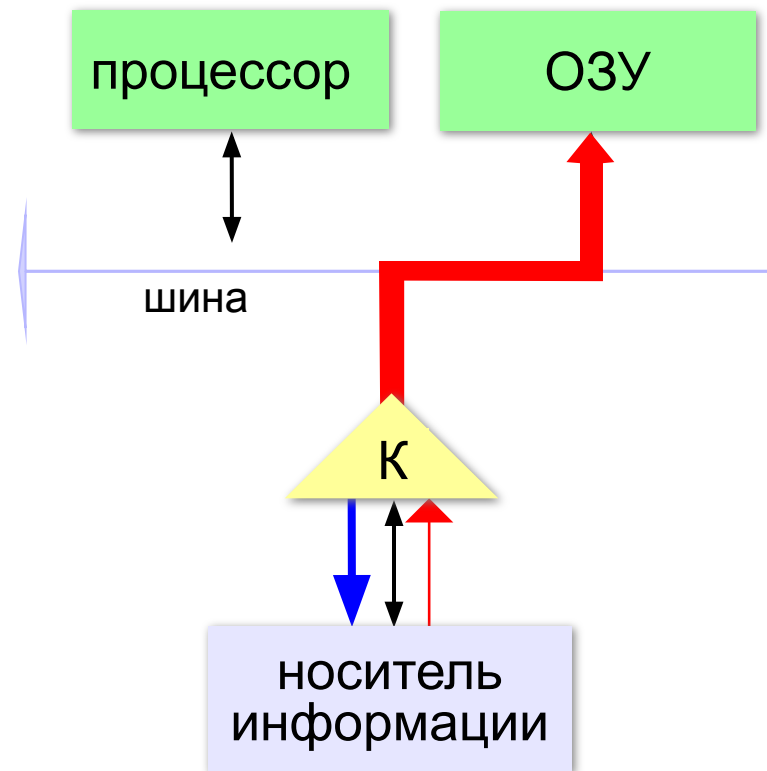 процессор
ОЗУ
шина
К
носитель
информации